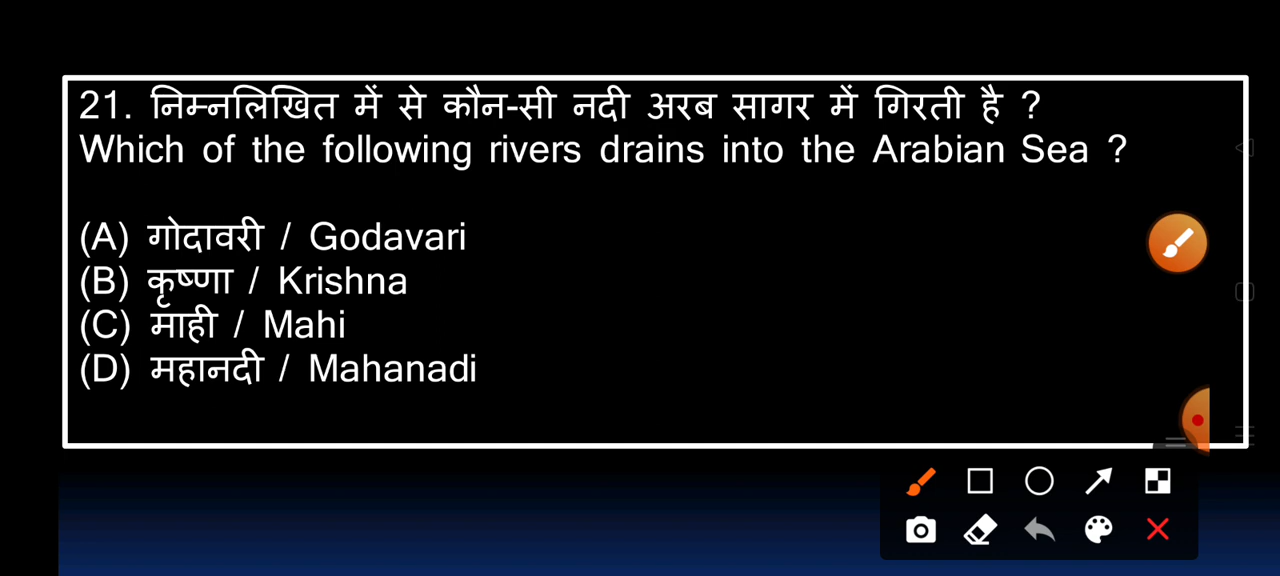 21. निम्नलिखित में से कौन-सी नदी अरब सागर में गिरती है ?
Which of the following rivers drains into the Arabian Sea ?
(A) गोदावरी / Godavari
(B) कृष्णा / Krishna
(C) माही / Mahi
(D) महानदी / Mahanadi